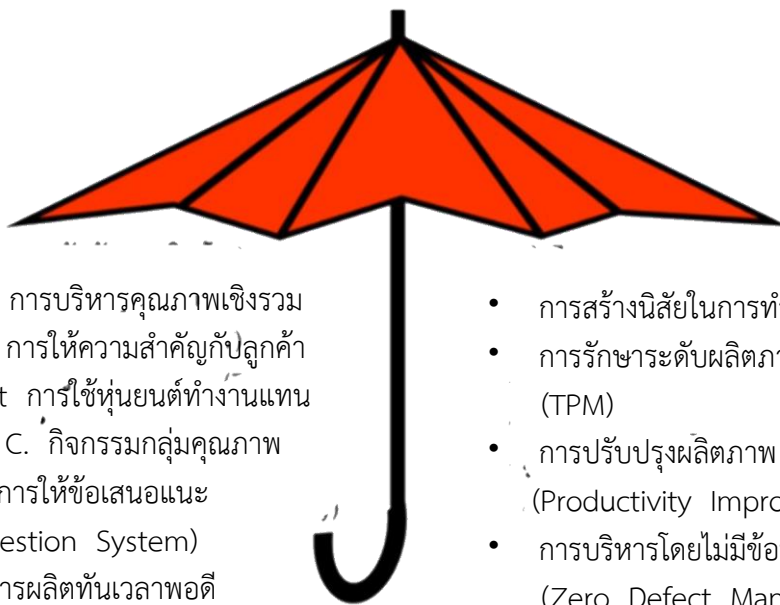 การบริหารคุณภาพเชิงรวม
การให้ความสำคัญกับลูกค้า
t การใช้หุ่นยนต์ทำงานแทน
C. กิจกรรมกลุ่มคุณภาพ
การให้ข้อเสนอแนะ
estion System)
ารผลิตทันเวลาพอดี
• การสร้างนิสัยในการทำ
• การรักษาระดับผลิตภา
(TPM)
• การปรับปรุงผลิตภาพ
(Productivity Impro
• การบริหารโดยไม่มีข้อ
(Zero Defect Man